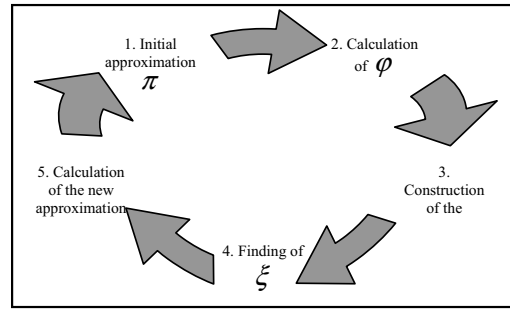 1. Initial
approximation
π
2. Calculation
of φ
3.
Construction
of the
4. Finding of
ξ
5. Calculation
of the new
approximation